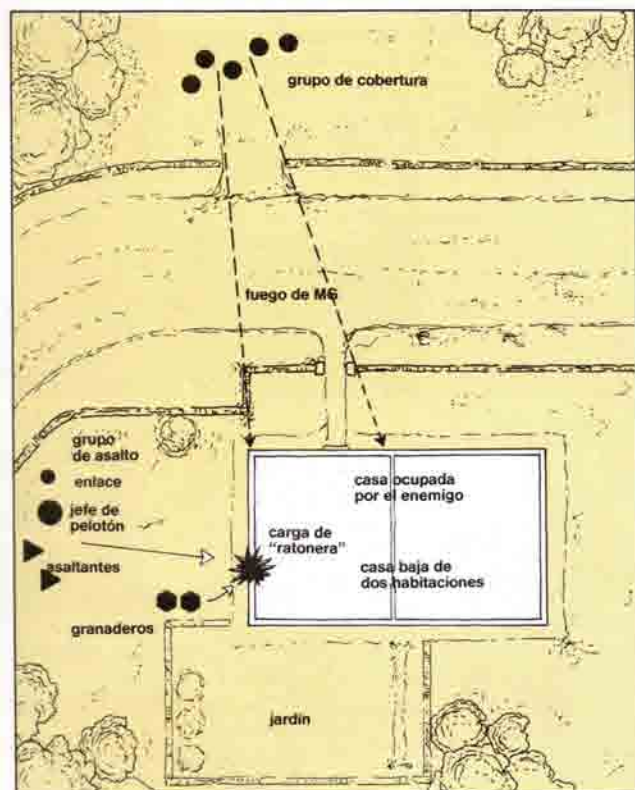 grupo de cobertura
fuego de MG
grupo
de asalto
enlace
jefe de
pelotón
asaltantes
granaderos
carga de
"ratonera"
casa ocupada
por el enemigo
casa baja de
dos habitaciones
jardín